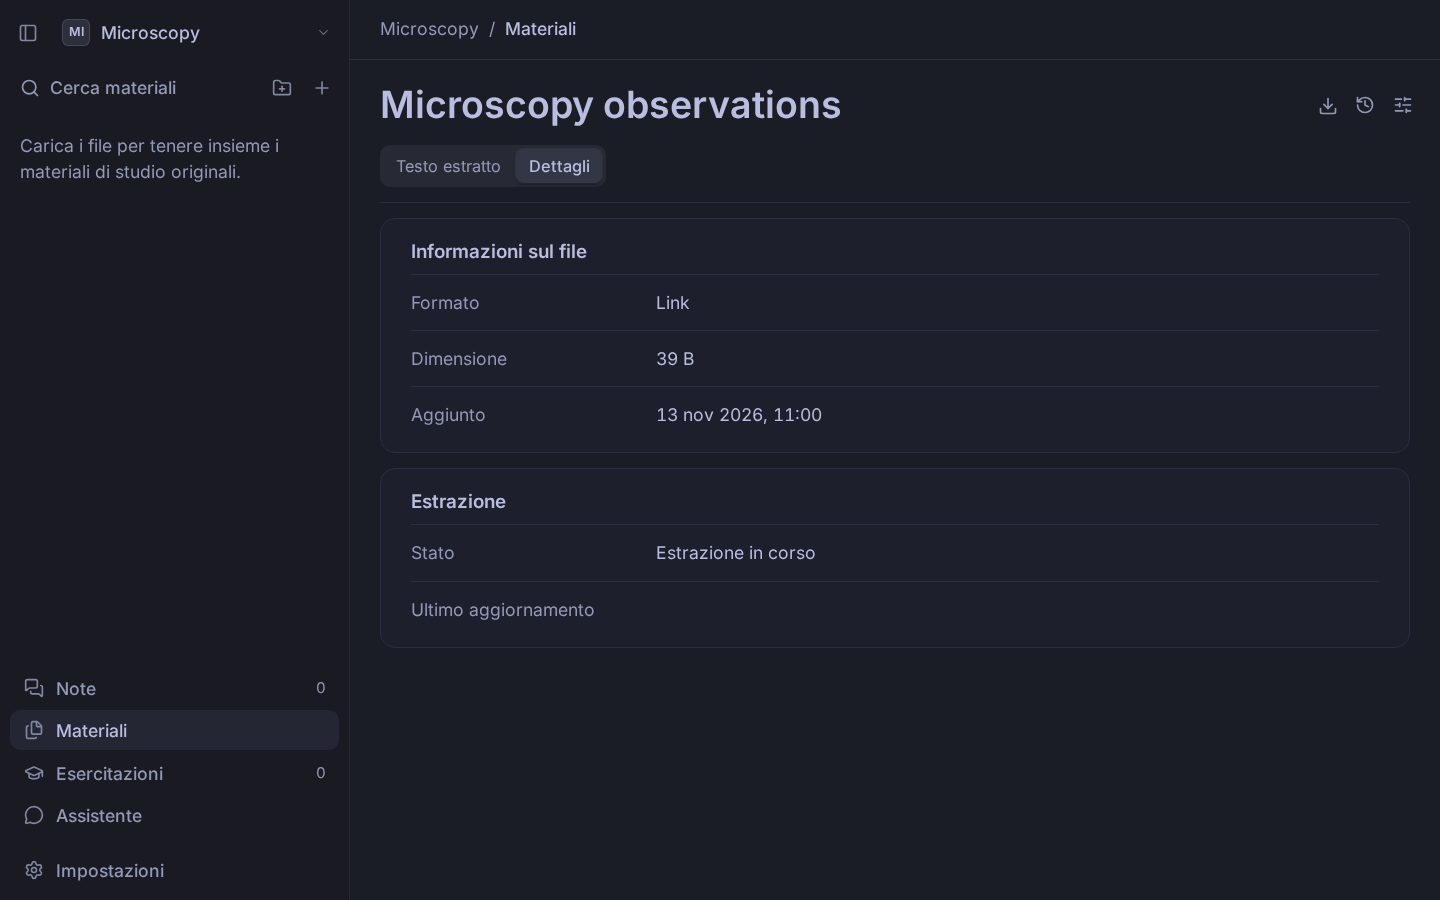 MI Microscopy
Cerca materiali
Carica i file per tenere insieme i
materiali di studio originali.
Note 0
Materiali
Esercitazioni 0
Assistente
Impostazioni
Microscopy / Materiali
Microscopy observations
Testo estratto Dettagli
Informazioni sul file
Formato Link
Dimensione 39 B
Aggiunto 13 nov 2026, 11:00
Estrazione
Stato Estrazione in corso
Ultimo aggiornamento